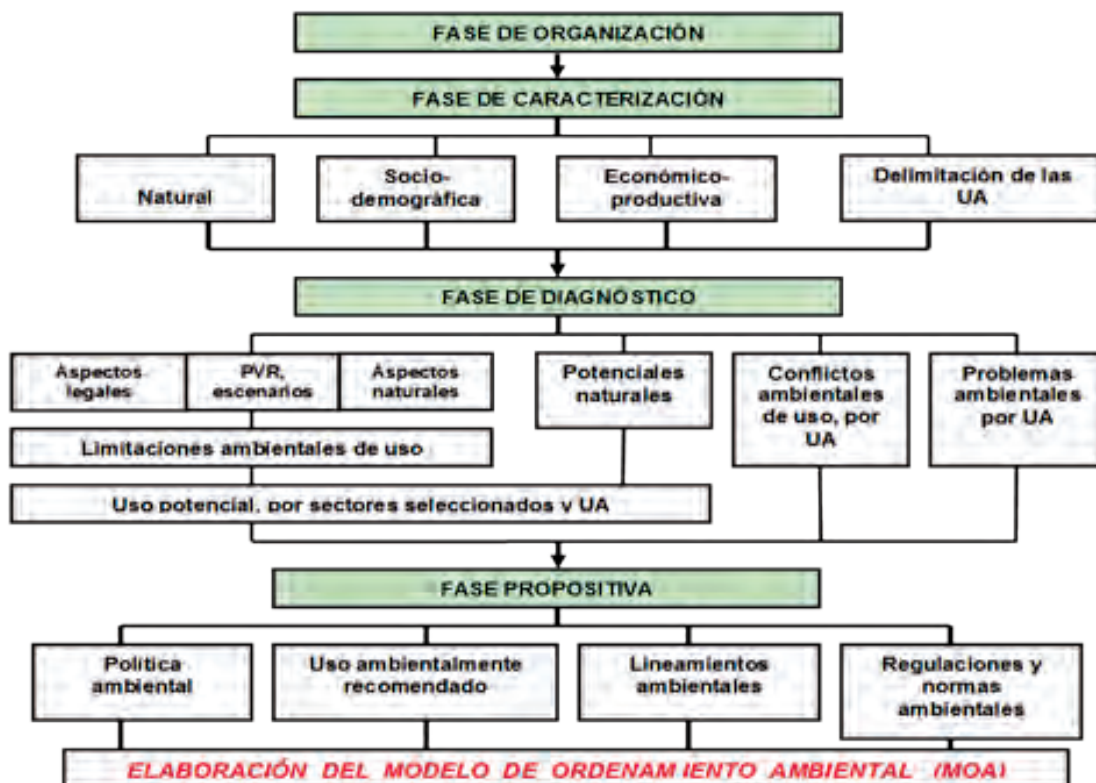 FASE DE ORGANIZACIÓN
FASE DE CARACTERIZACIÓN
Natural
Socio-
demográfica
Económico-
productiva
Delimitación de las
UA
FASE DE DIAGNÓSTICO
Aspectos
legales
PVR,
escenarios
Aspectos
naturales
Potenciales
naturales
Conflictos
ambientales
de uso, por
UA
Problemas
ambientales
por UA
Limitaciones ambientales de uso
Uso potencial, por sectores seleccionados y UA
FASE PROPOSITIVA
Política
ambiental
Uso ambientalmente
recomendado
Lineamientos
ambientales
Regulaciones y
normas
ambientales
ELABORACIÓN DEL MODELO DE ORDENAMIENTO AMBIENTAL (MOA)